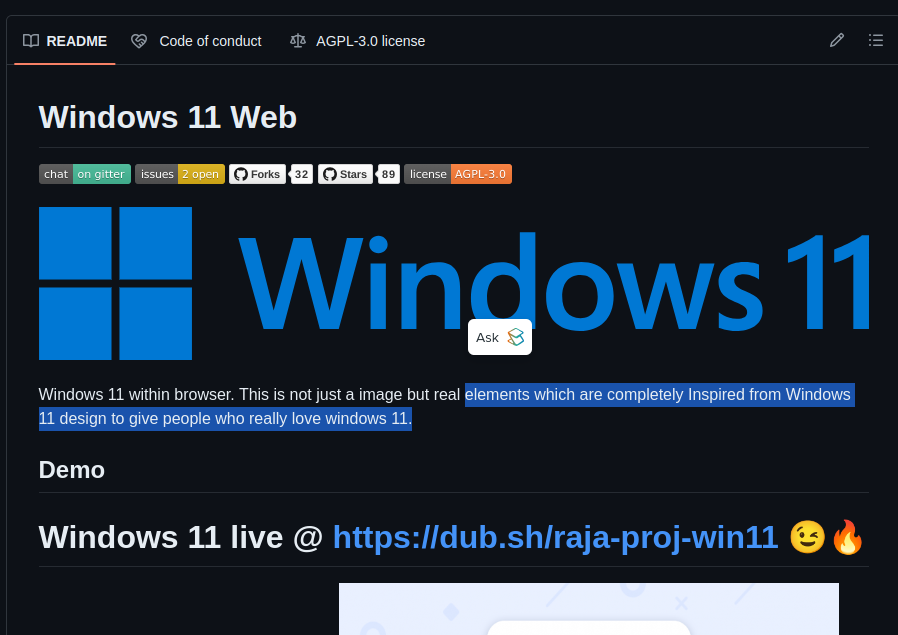 README Code of conduct AGPL-3.0 license
Windows 11 Web
chat on gitter issues 2 open Forks 32 Stars 89 license AGPL-3.0
Windows 11
Ask
Windows 11 within browser. This is not just a image but real elements which are completely Inspired from Windows
11 design to give people who really love windows 11.
Demo
Windows 11 live @ https://dub.sh/raja-proj-win11 😉🔥